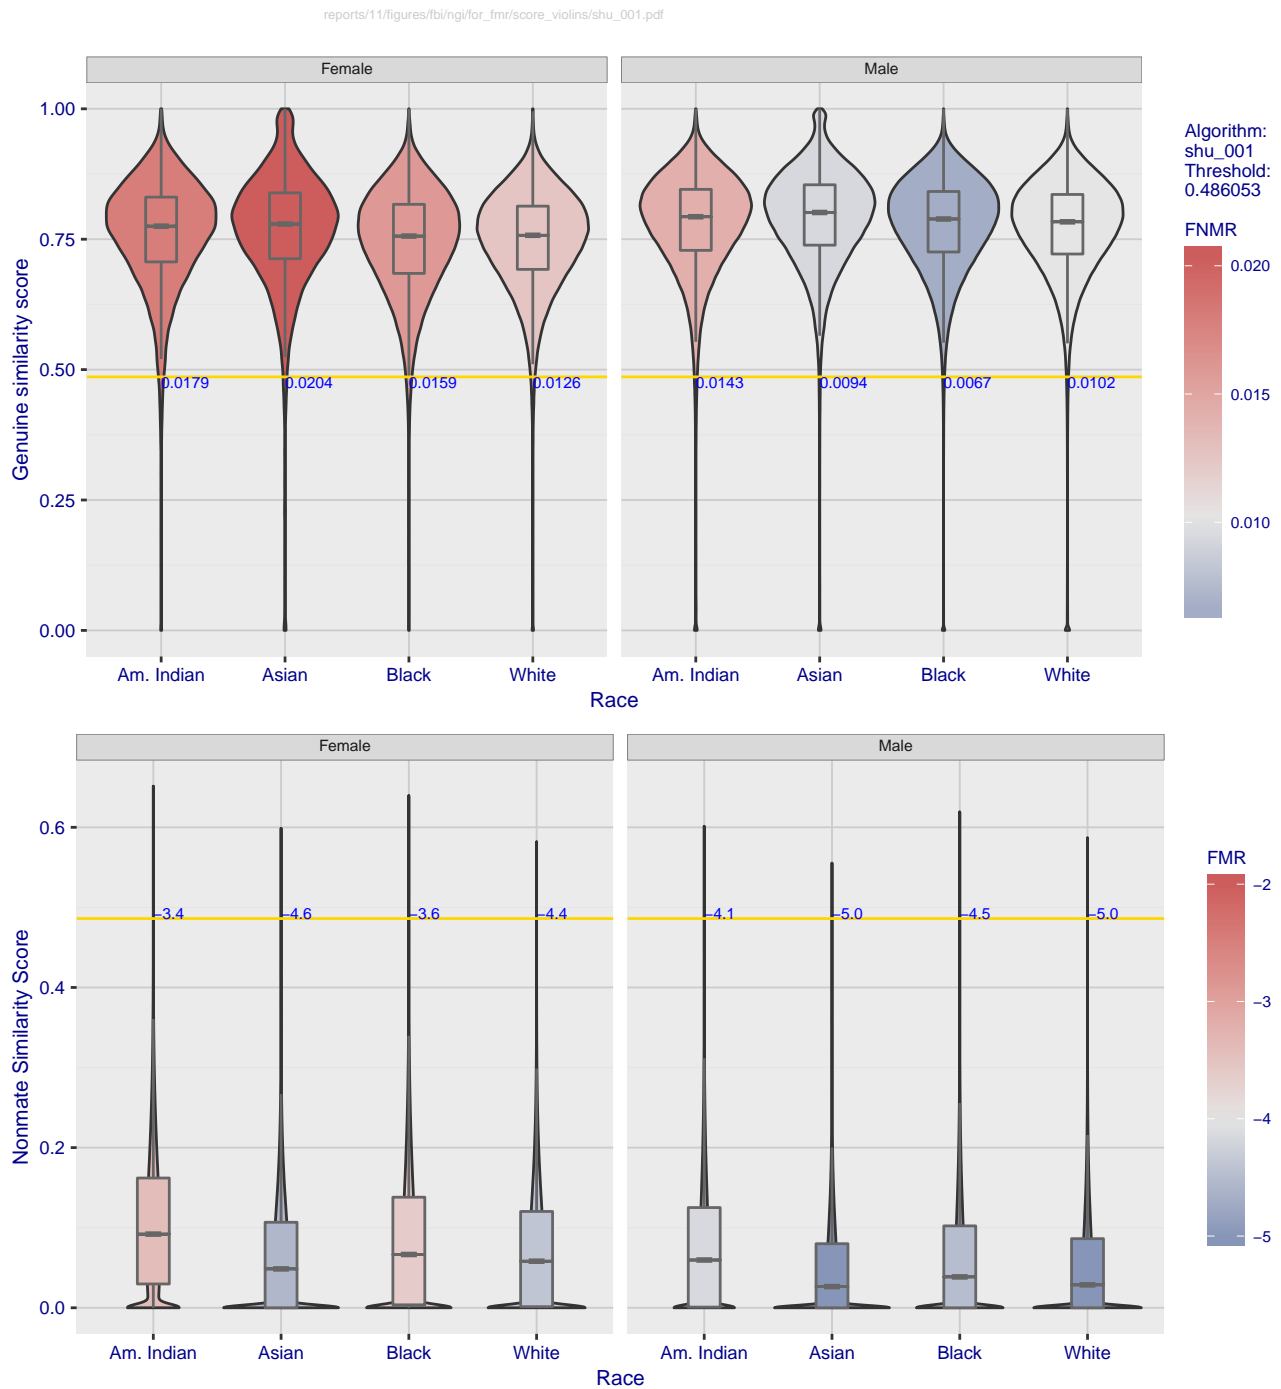 reports/11/figures/fbi/ngi/for_fmr/score_violins/shu_001.pdf
Female
Male
Genuine similarity score
1.00
0.75
0.50
0.25
0.00
0.0179
0.0204
0.0159
0.0126
0.0143
0.0094
0.0067
0.0102
Am. Indian
Asian
Black
White
Am. Indian
Asian
Black
White
Race
Algorithm:
shu_001
Threshold:
0.486053
FNMR
0.020
0.015
0.010
Female
Male
Nonmate Similarity Score
0.6
0.4
0.2
0.0
−3.4
−4.6
−3.6
−4.4
−4.1
−5.0
−4.5
−5.0
Am. Indian
Asian
Black
White
Am. Indian
Asian
Black
White
Race
FMR
−2
−3
−4
−5